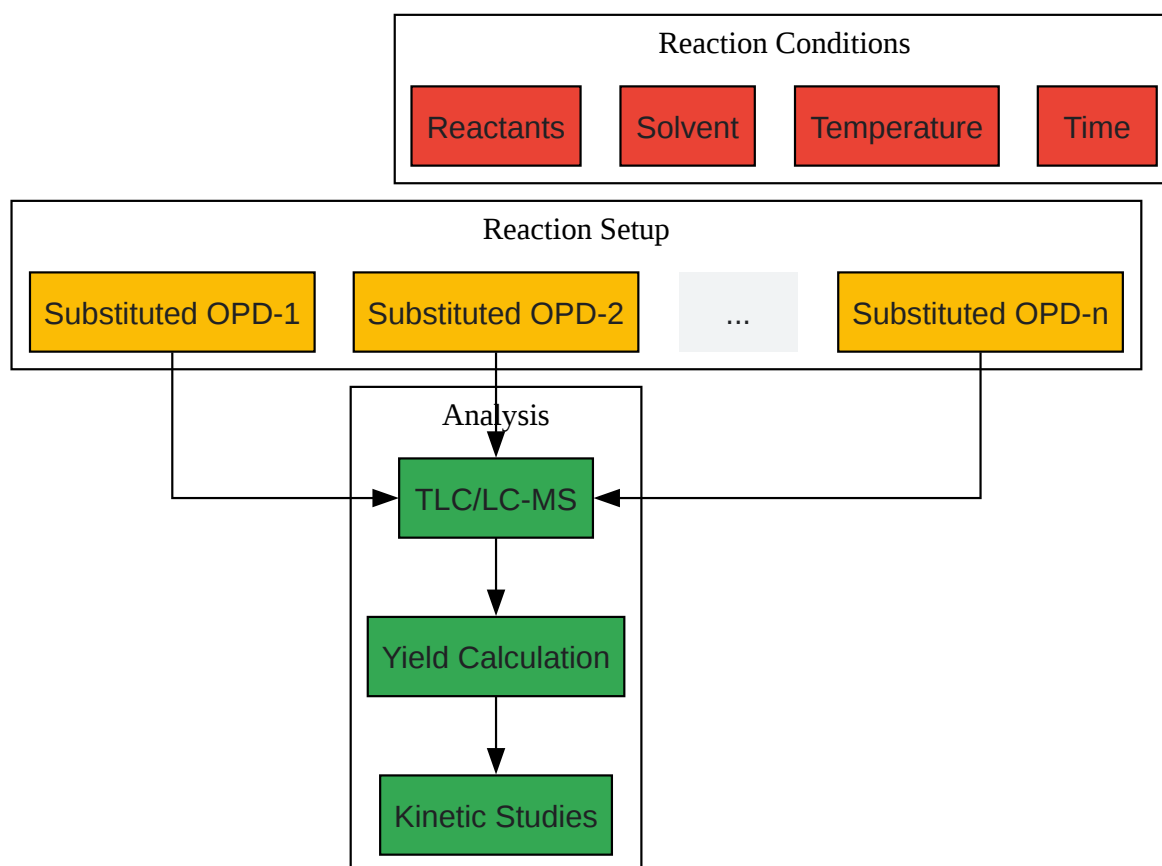 Reaction Conditions
Reactants Solvent Temperature Time
Reaction Setup
Substituted OPD-1 Substituted OPD-2 ... Substituted OPD-n
Analysis
TLC/LC-MS
Yield Calculation
Kinetic Studies